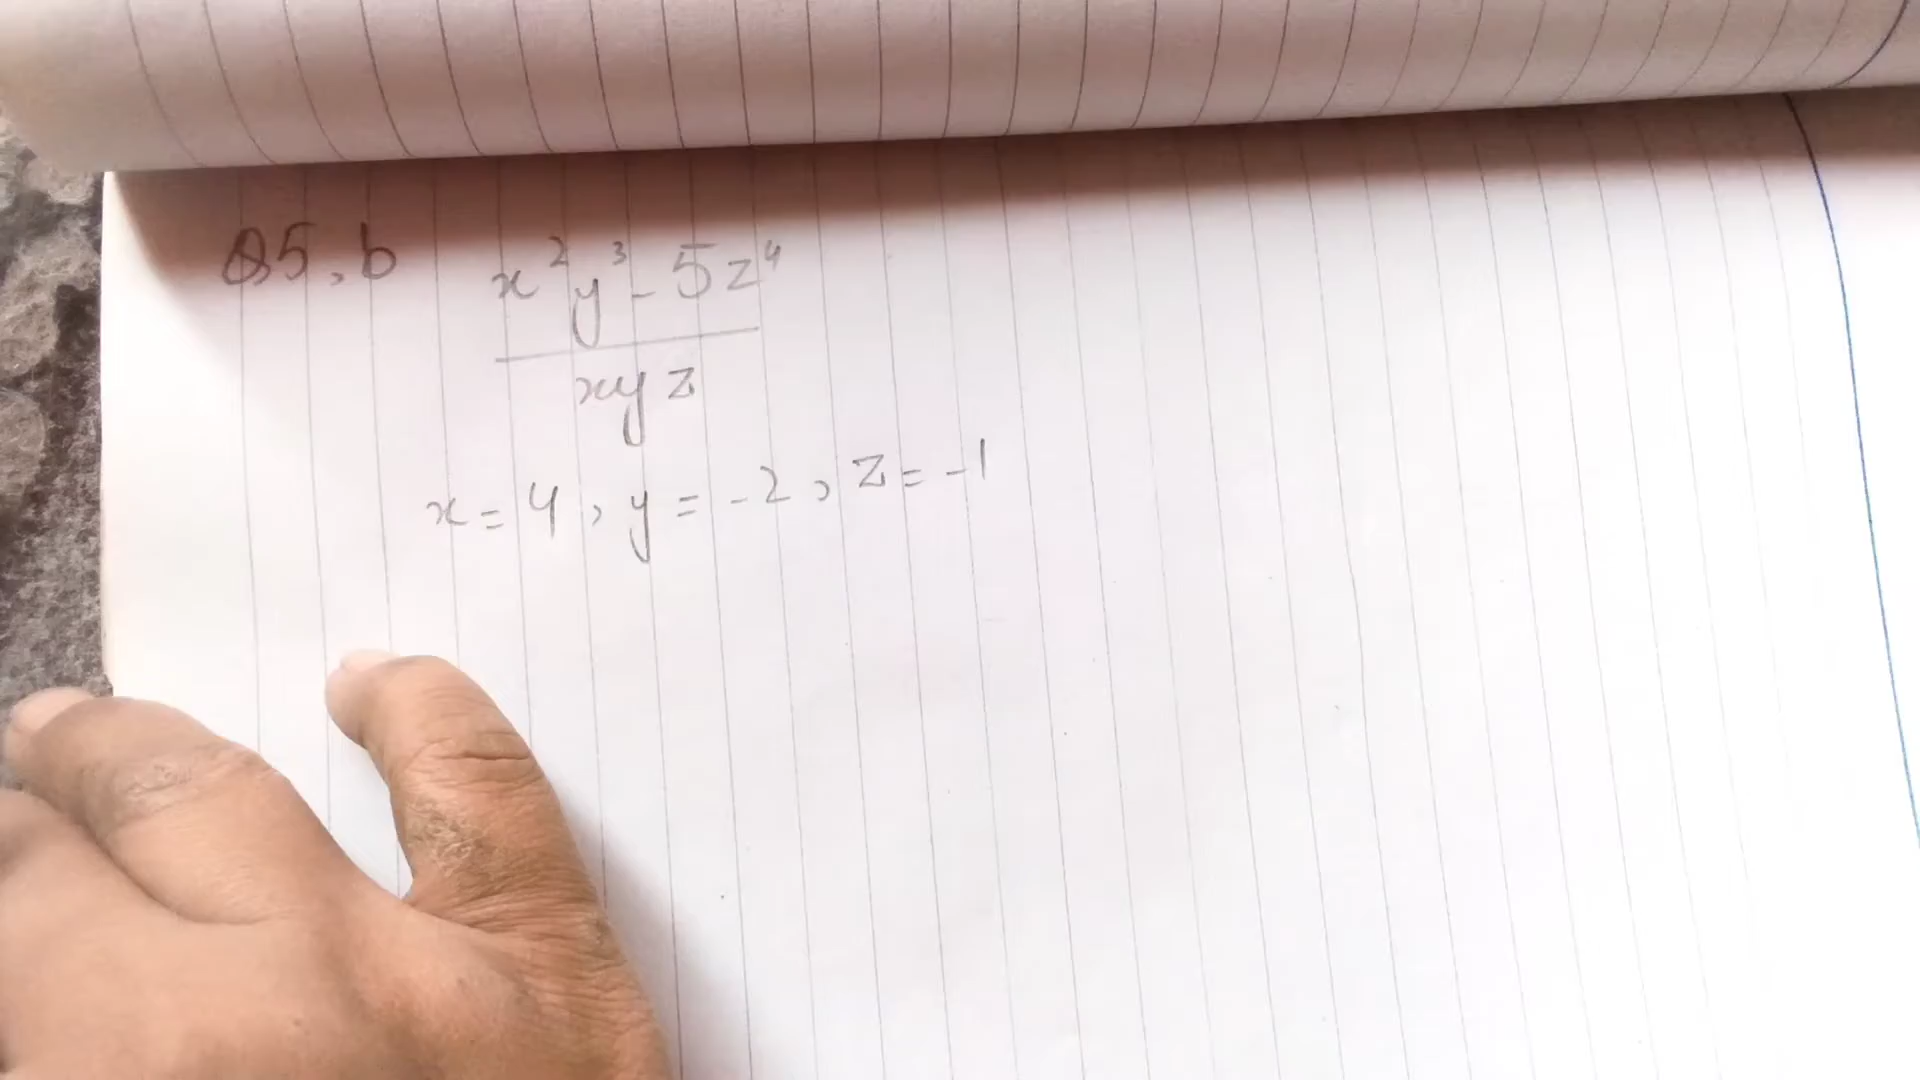 Q5, b
x²y³ - 5z⁴
xyz
x = 4, y = -2, z = -1